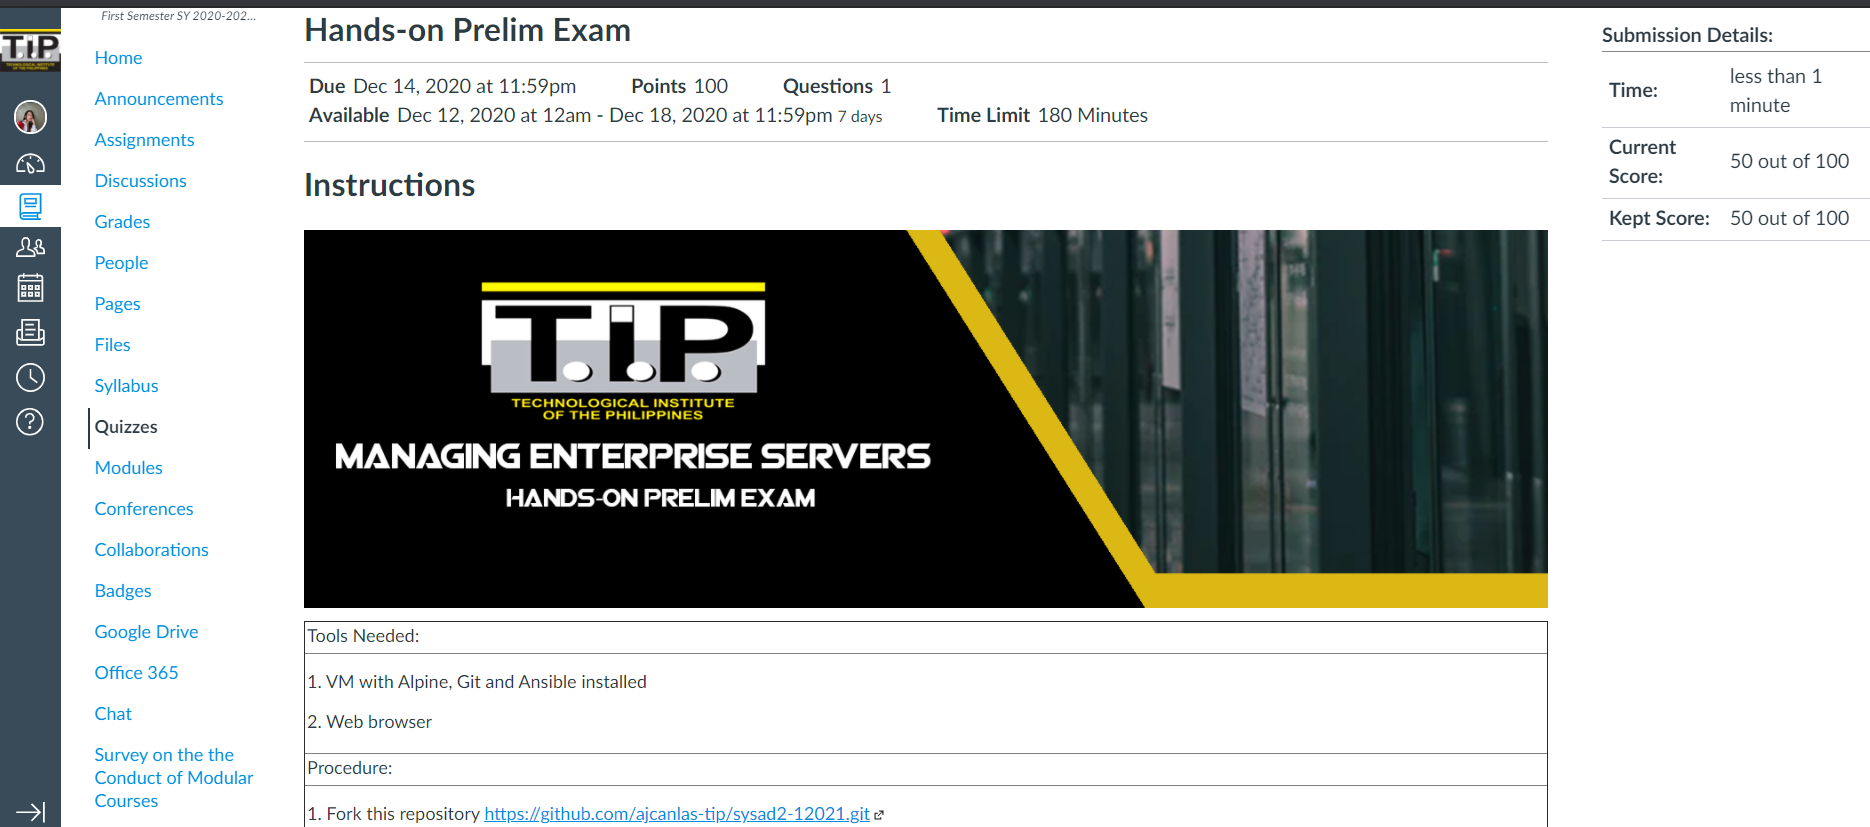 First Semester SY 2020-202...
T.I.P
TECHNOLOGICAL INSTITUTE
OF THE PHILIPPINES
Home
Announcements
Assignments
Discussions
Grades
People
Pages
Files
Syllabus
Quizzes
Modules
Conferences
Collaborations
Badges
Google Drive
Office 365
Chat
Survey on the the
Conduct of Modular
Courses
Hands-on Prelim Exam
Due Dec 14, 2020 at 11:59pm Points 100 Questions 1
Available Dec 12, 2020 at 12am - Dec 18, 2020 at 11:59pm 7 days Time Limit 180 Minutes
Instructions
T.I.P.
TECHNOLOGICAL INSTITUTE
OF THE PHILIPPINES
MANAGING ENTERPRISE SERVERS
HANDS-ON PRELIM EXAM
Tools Needed:
1. VM with Alpine, Git and Ansible installed
2. Web browser
Procedure:
1. Fork this repository https://github.com/ajcanlas-tip/sysad2-12021.git
Submission Details:
Time: less than 1
minute
Current
Score: 50 out of 100
Kept Score: 50 out of 100